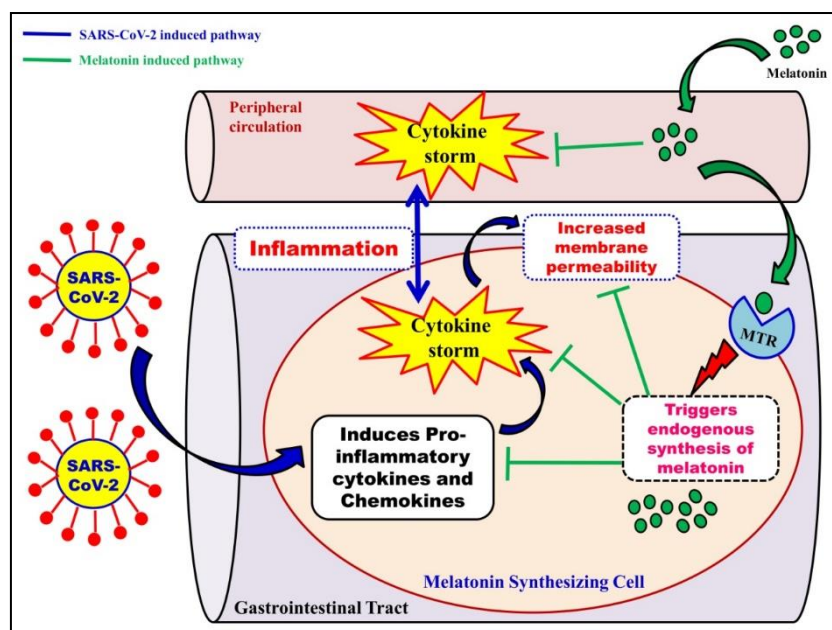 SARS-CoV-2 induced pathway
Melatonin induced pathway
Melatonin
Peripheral
circulation
Cytokine
storm
Inflammation
Increased
membrane
permeability
SARS-
CoV-2
Cytokine
storm
MTR
Triggers
endogenous
synthesis of
melatonin
Induces Pro-
inflammatory
cytokines and
Chemokines
SARS-
CoV-2
Melatonin Synthesizing Cell
Gastrointestinal Tract